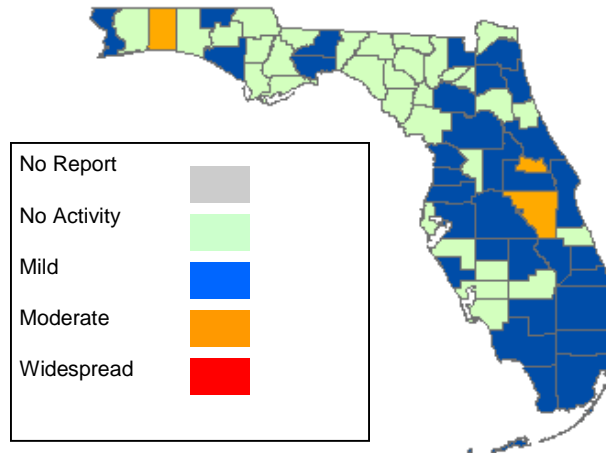 No Report
No Activity
Mild
Moderate
Widespread